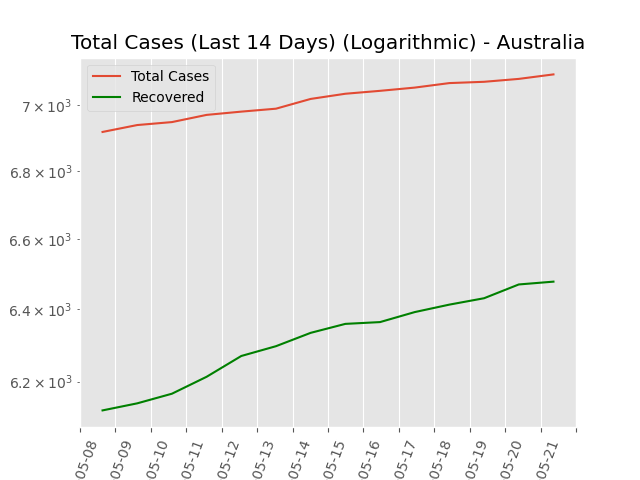 Total Cases (Last 14 Days) (Logarithmic) - Australia
Total Cases
Recovered
7 × 10³
6.8 × 10³
6.6 × 10³
6.4 × 10³
6.2 × 10³
05-08
05-09
05-10
05-11
05-12
05-13
05-14
05-15
05-16
05-17
05-18
05-19
05-20
05-21